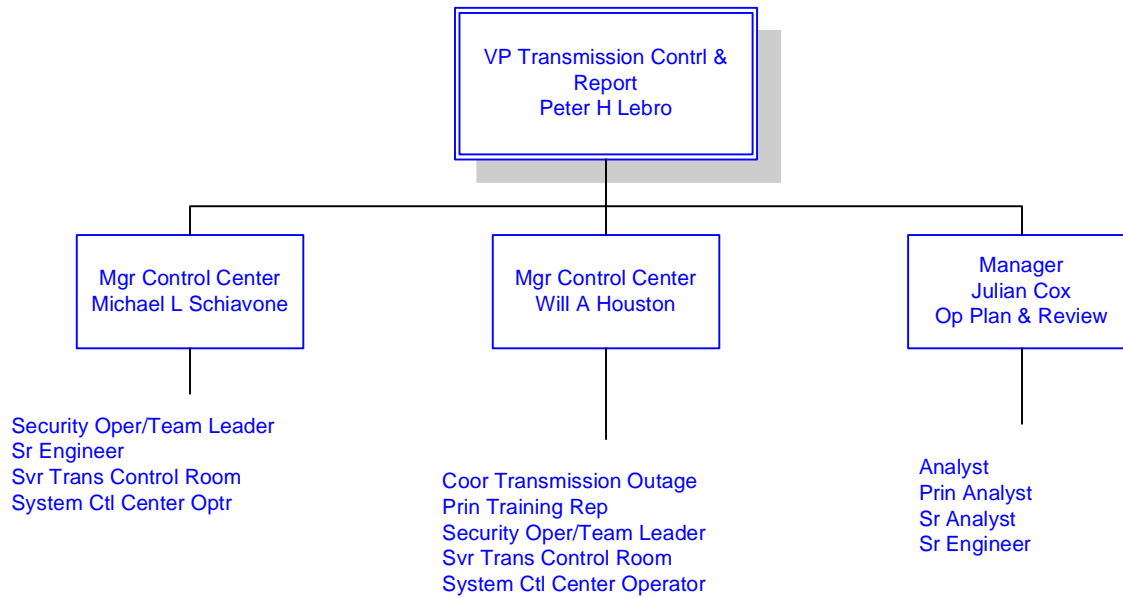 VP Transmission Contrl &
Report
Peter H Lebro
Mgr Control Center
Michael L Schiavone
Mgr Control Center
Will A Houston
Manager
Julian Cox
Op Plan & Review
Security Oper/Team Leader
Sr Engineer
Svr Trans Control Room
System Ctl Center Optr
Coor Transmission Outage
Prin Training Rep
Security Oper/Team Leader
Svr Trans Control Room
System Ctl Center Operator
Analyst
Prin Analyst
Sr Analyst
Sr Engineer